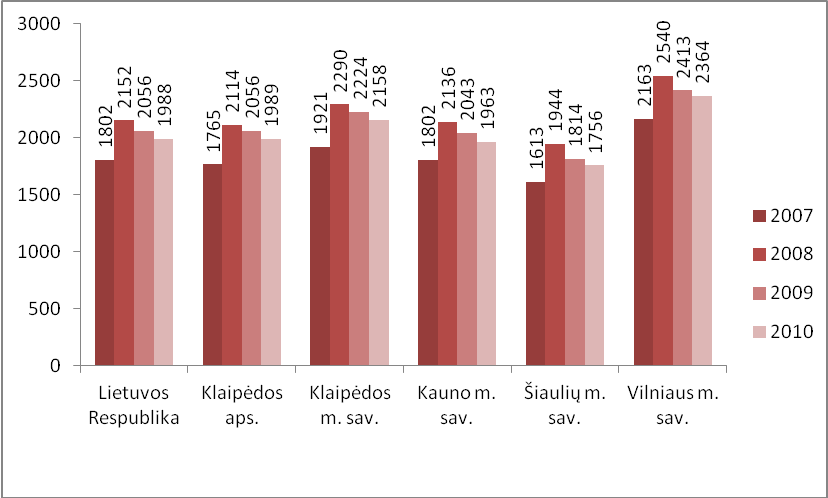 3000
2500
2000
1500
1000
500
0
1802
2152
2056
1988
1765
2114
2056
1989
1921
2290
2224
2158
1802
2136
2043
1963
1613
1944
1814
1756
2163
2540
2413
2364
Lietuvos
Respublika
Klaipėdos
aps.
Klaipėdos
m. sav.
Kauno m.
sav.
Šiaulių m.
sav.
Vilniaus m.
sav.
2007
2008
2009
2010